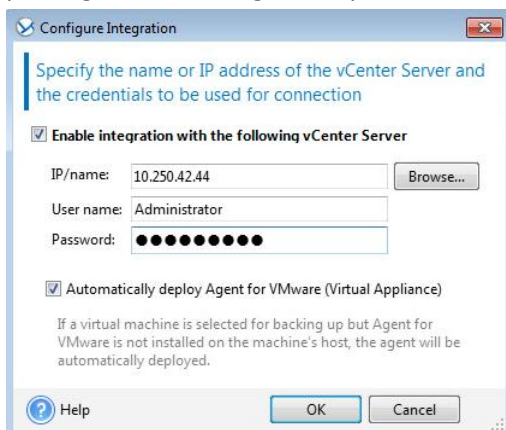 Configure Integration
Specify the name or IP address of the vCenter Server and
the credentials to be used for connection
Enable integration with the following vCenter Server
IP/name: 10.250.42.44 Browse...
User name: Administrator
Password: ●●●●●●●●●
Automatically deploy Agent for VMware (Virtual Appliance)
If a virtual machine is selected for backing up but Agent for
VMware is not installed on the machine's host, the agent will be
automatically deployed.
Help OK Cancel